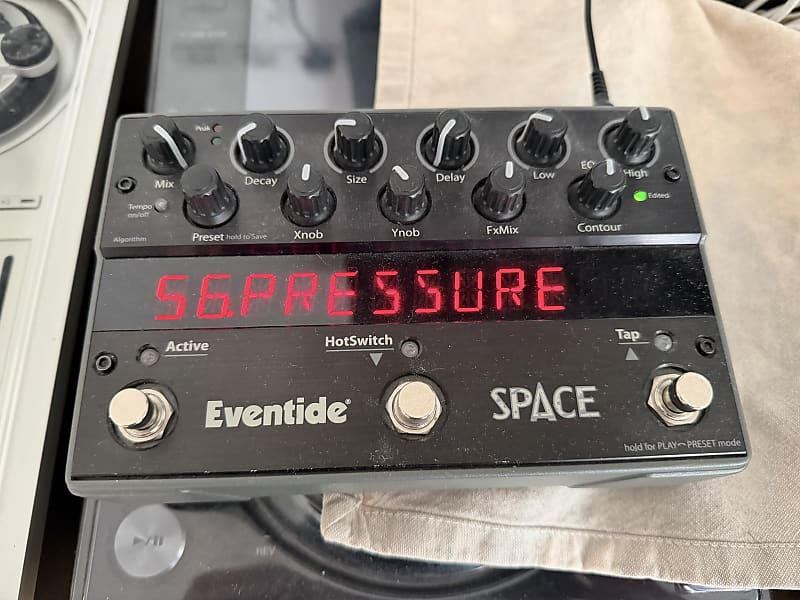 Peak
Mix Decay Size Delay Low EQ High
Tempo on/off
Preset hold to Save Xnob Ynob FxMix Contour
Edited
Algorithm
56.PRESSURE
Active HotSwitch Tap
Eventide® SPACE
hold for PLAY PRESET mode
REV